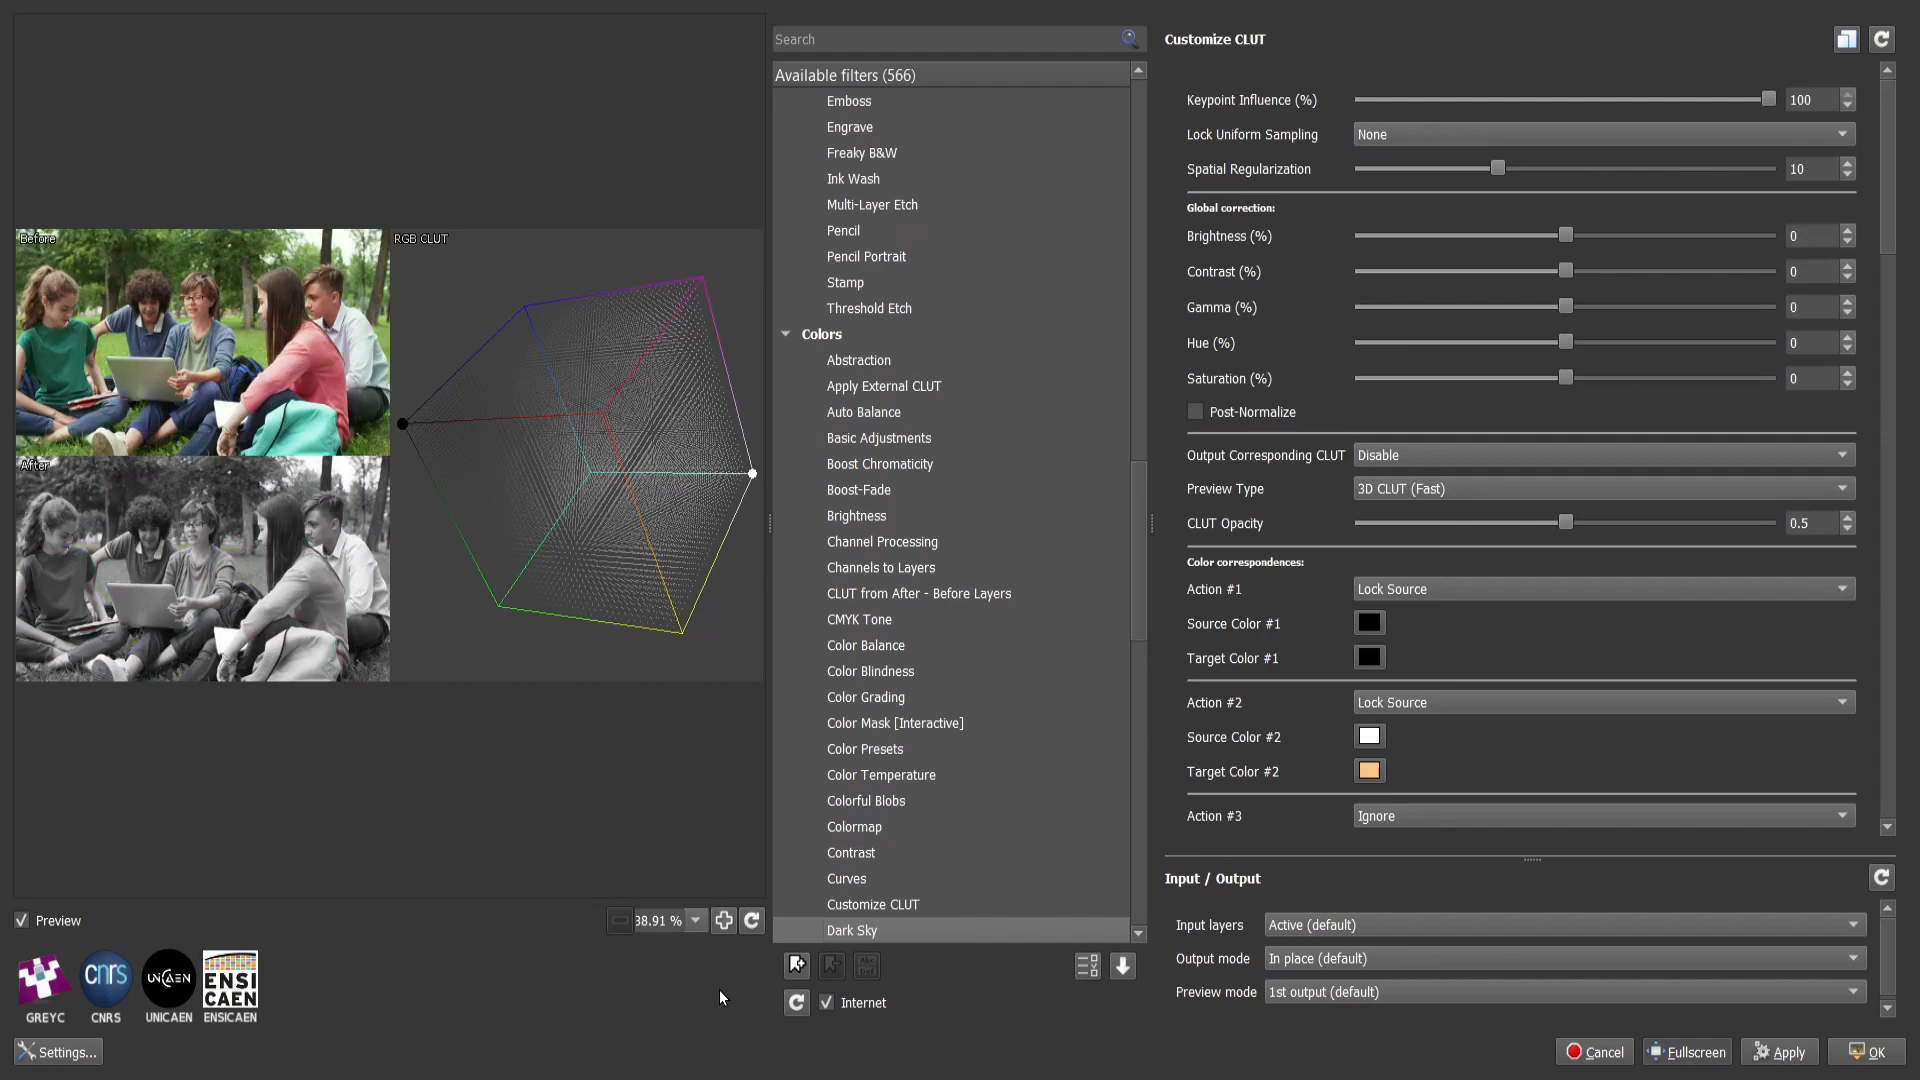 Before
RGB CLUT
After
Preview
38.91 %
cnrs
UNICAEN
ENSI
CAEN
GREYC
CNRS
UNICAEN
ENSICAEN
Settings...
Search
Available filters (566)
Emboss
Engrave
Freaky B&W
Ink Wash
Multi-Layer Etch
Pencil
Pencil Portrait
Stamp
Threshold Etch
Colors
Abstraction
Apply External CLUT
Auto Balance
Basic Adjustments
Boost Chromaticity
Boost-Fade
Brightness
Channel Processing
Channels to Layers
CLUT from After - Before Layers
CMYK Tone
Color Balance
Color Blindness
Color Grading
Color Mask [Interactive]
Color Presets
Color Temperature
Colorful Blobs
Colormap
Contrast
Curves
Customize CLUT
Dark Sky
Abc
Def
Internet
Customize CLUT
Keypoint Influence (%) 100
Lock Uniform Sampling None
Spatial Regularization 10
Global correction:
Brightness (%) 0
Contrast (%) 0
Gamma (%) 0
Hue (%) 0
Saturation (%) 0
Post-Normalize
Output Corresponding CLUT Disable
Preview Type 3D CLUT (Fast)
CLUT Opacity 0.5
Color correspondences:
Action #1 Lock Source
Source Color #1
Target Color #1
Action #2 Lock Source
Source Color #2
Target Color #2
Action #3 Ignore
Input / Output
Input layers Active (default)
Output mode In place (default)
Preview mode 1st output (default)
Cancel Fullscreen Apply OK